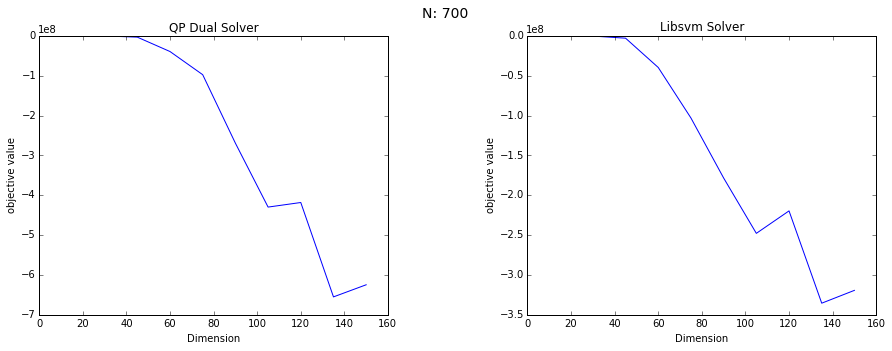 N: 700
QP Dual Solver
1e8
0
−1
−2
−3
−4
−5
−6
−7
objective value
0 20 40 60 80 100 120 140 160
Dimension
Libsvm Solver
1e8
0.0
−0.5
−1.0
−1.5
−2.0
−2.5
−3.0
−3.5
objective value
0 20 40 60 80 100 120 140 160
Dimension